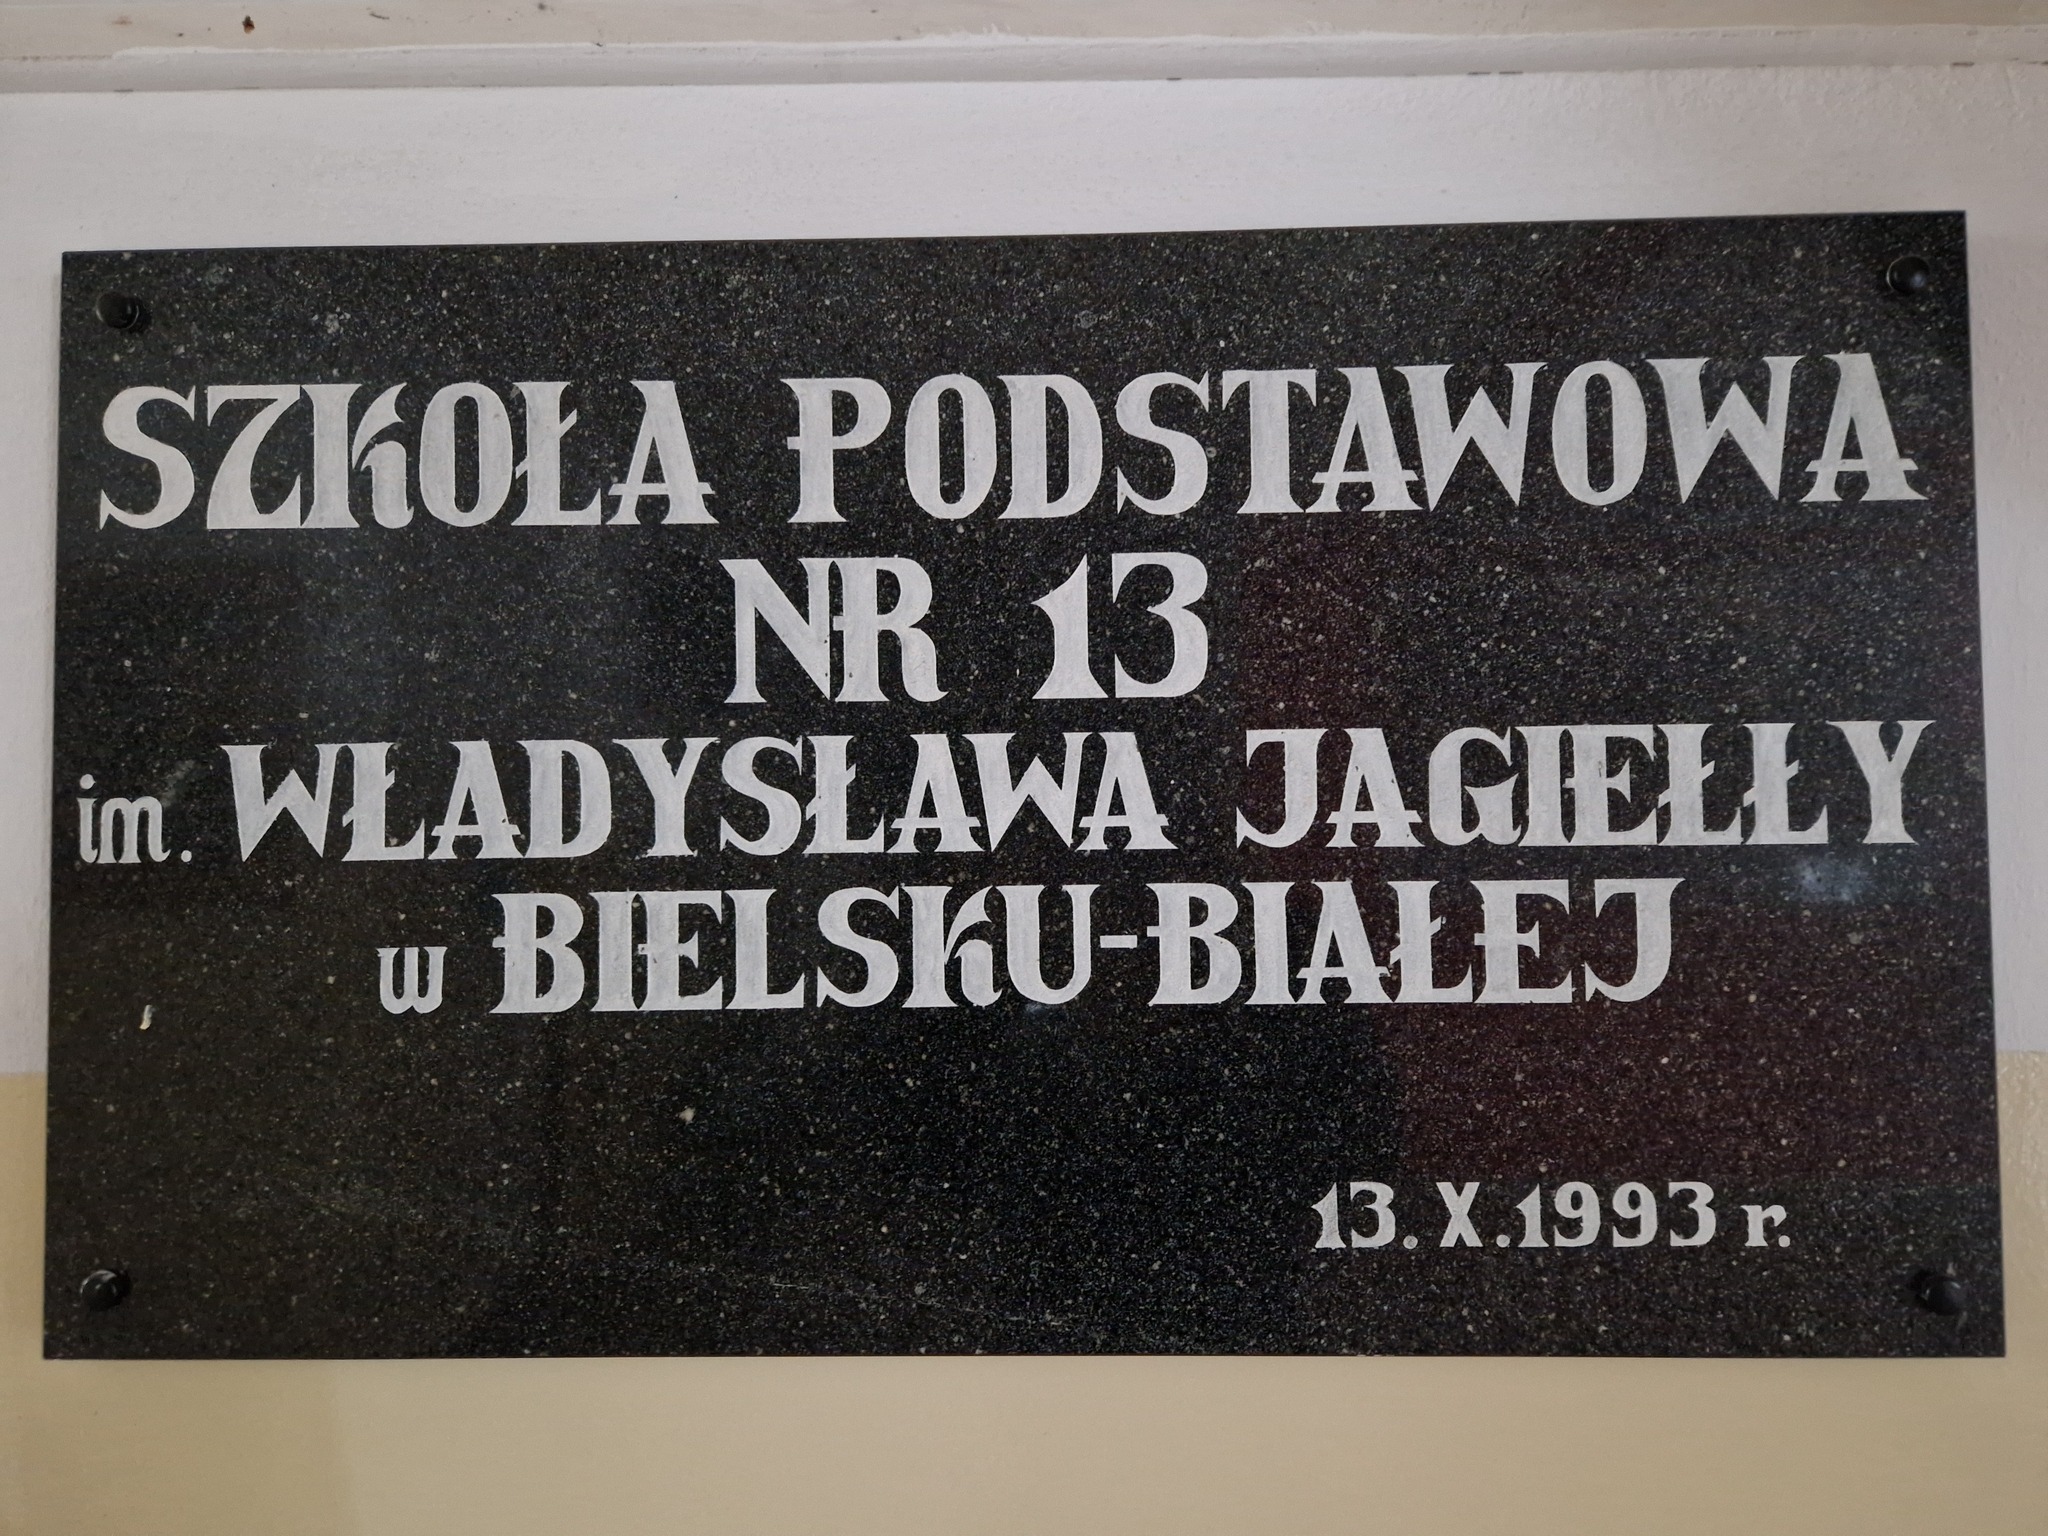 SZKOŁA PODSTAWOWA
NR 13
im. WŁADYSŁAWA JAGIEŁŁY
w BIELSKU-BIAŁEJ
13.X.1993 r.